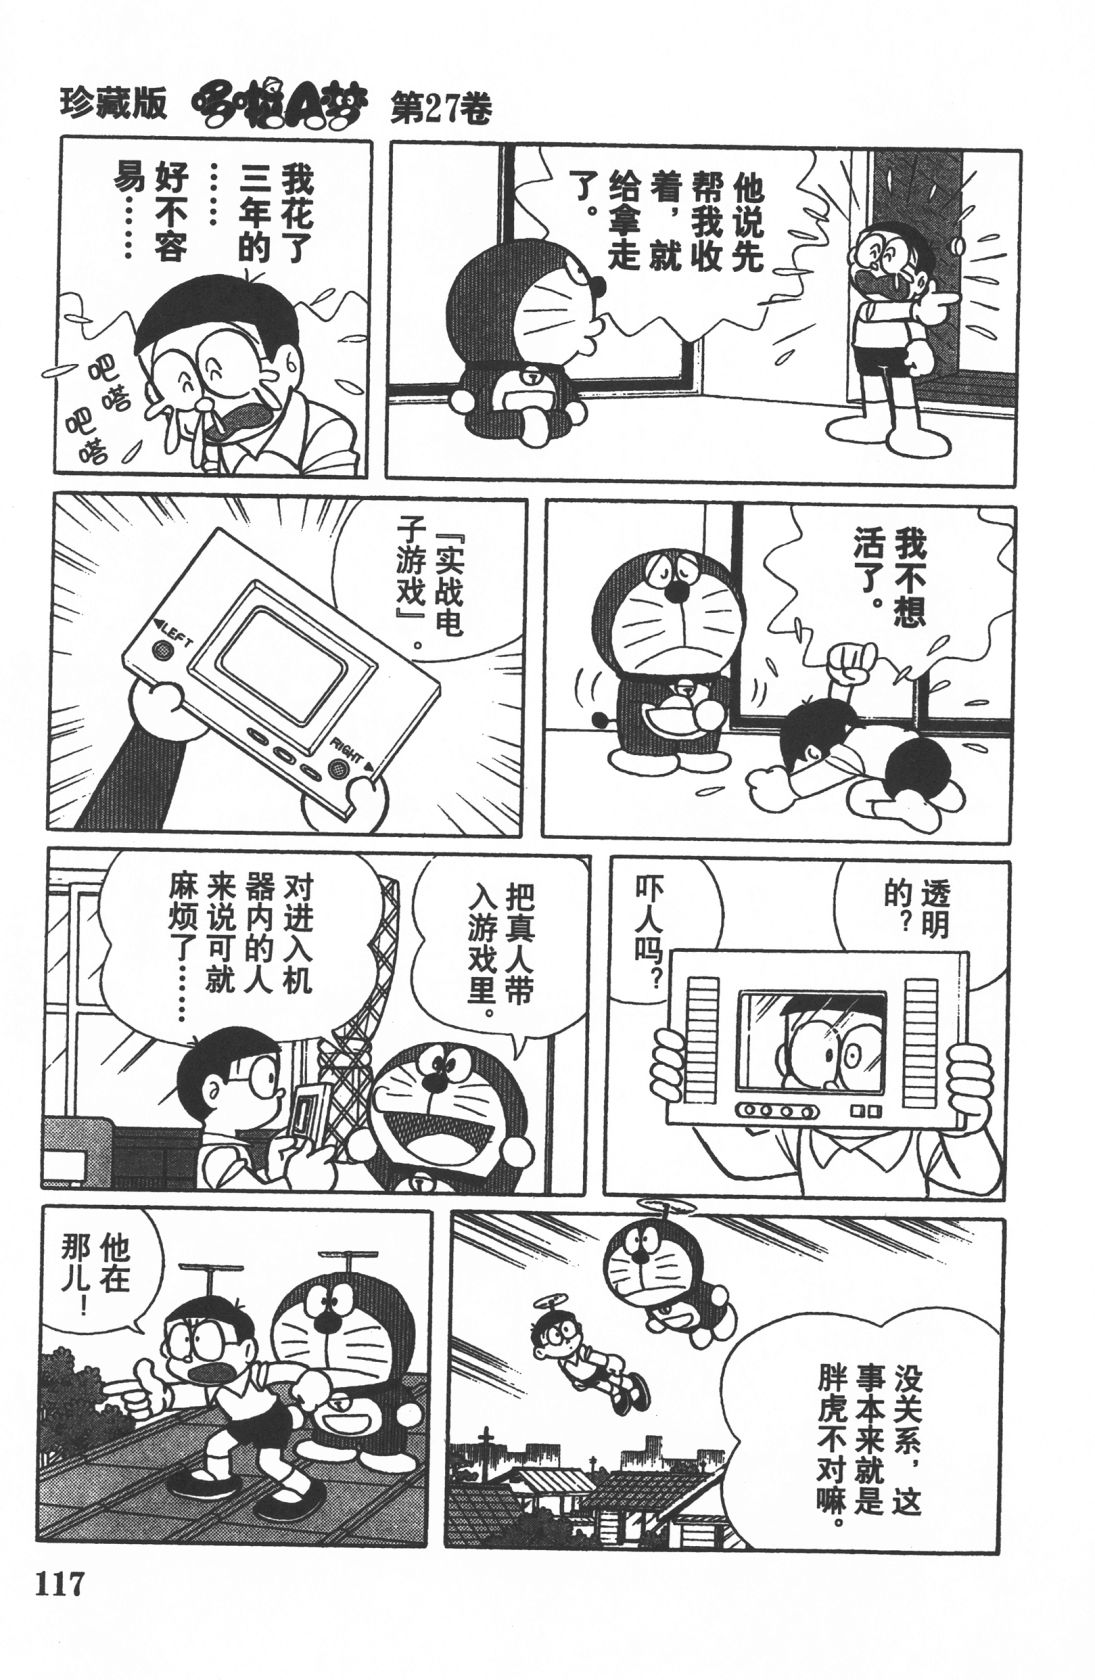 珍藏版 哆啦A梦 第27卷
他说先
帮我收
着，就
给拿走
了。
我花了
三年的
……
好不容
易……
吧嗒
吧嗒
我不想
活了。
『实战电
子游戏』。
◀LEFT
RIGHT▶
透明
的？
吓人吗？
把真人带
入游戏里。
对进入机
器内的人
来说可就
麻烦了……
没关系，这
事本来就是
胖虎不对嘛。
他在
那儿！
117